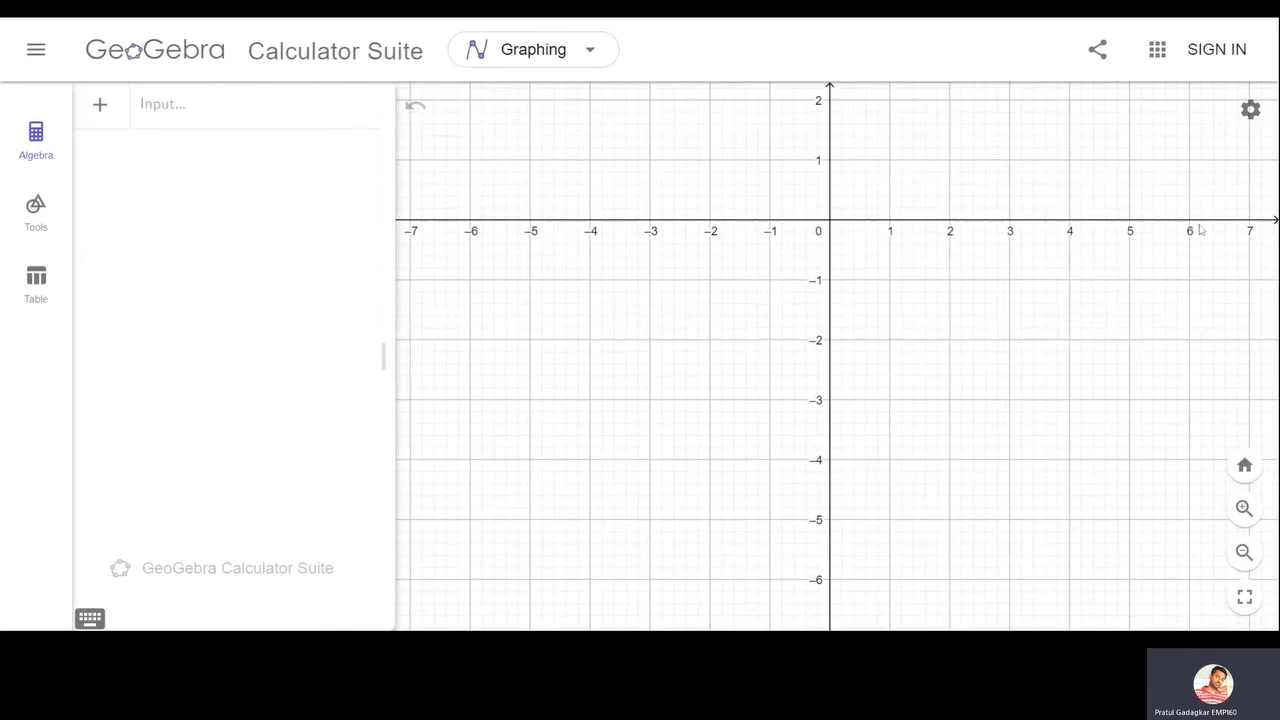 GeoGebra Calculator Suite Graphing SIGN IN
+ Input...
Algebra
Tools
Table
2
1
–7 –6 –5 –4 –3 –2 –1 0 1 2 3 4 5 6 7
–1
–2
–3
–4
–5
–6
GeoGebra Calculator Suite
Pratul Gadagkar EMP160